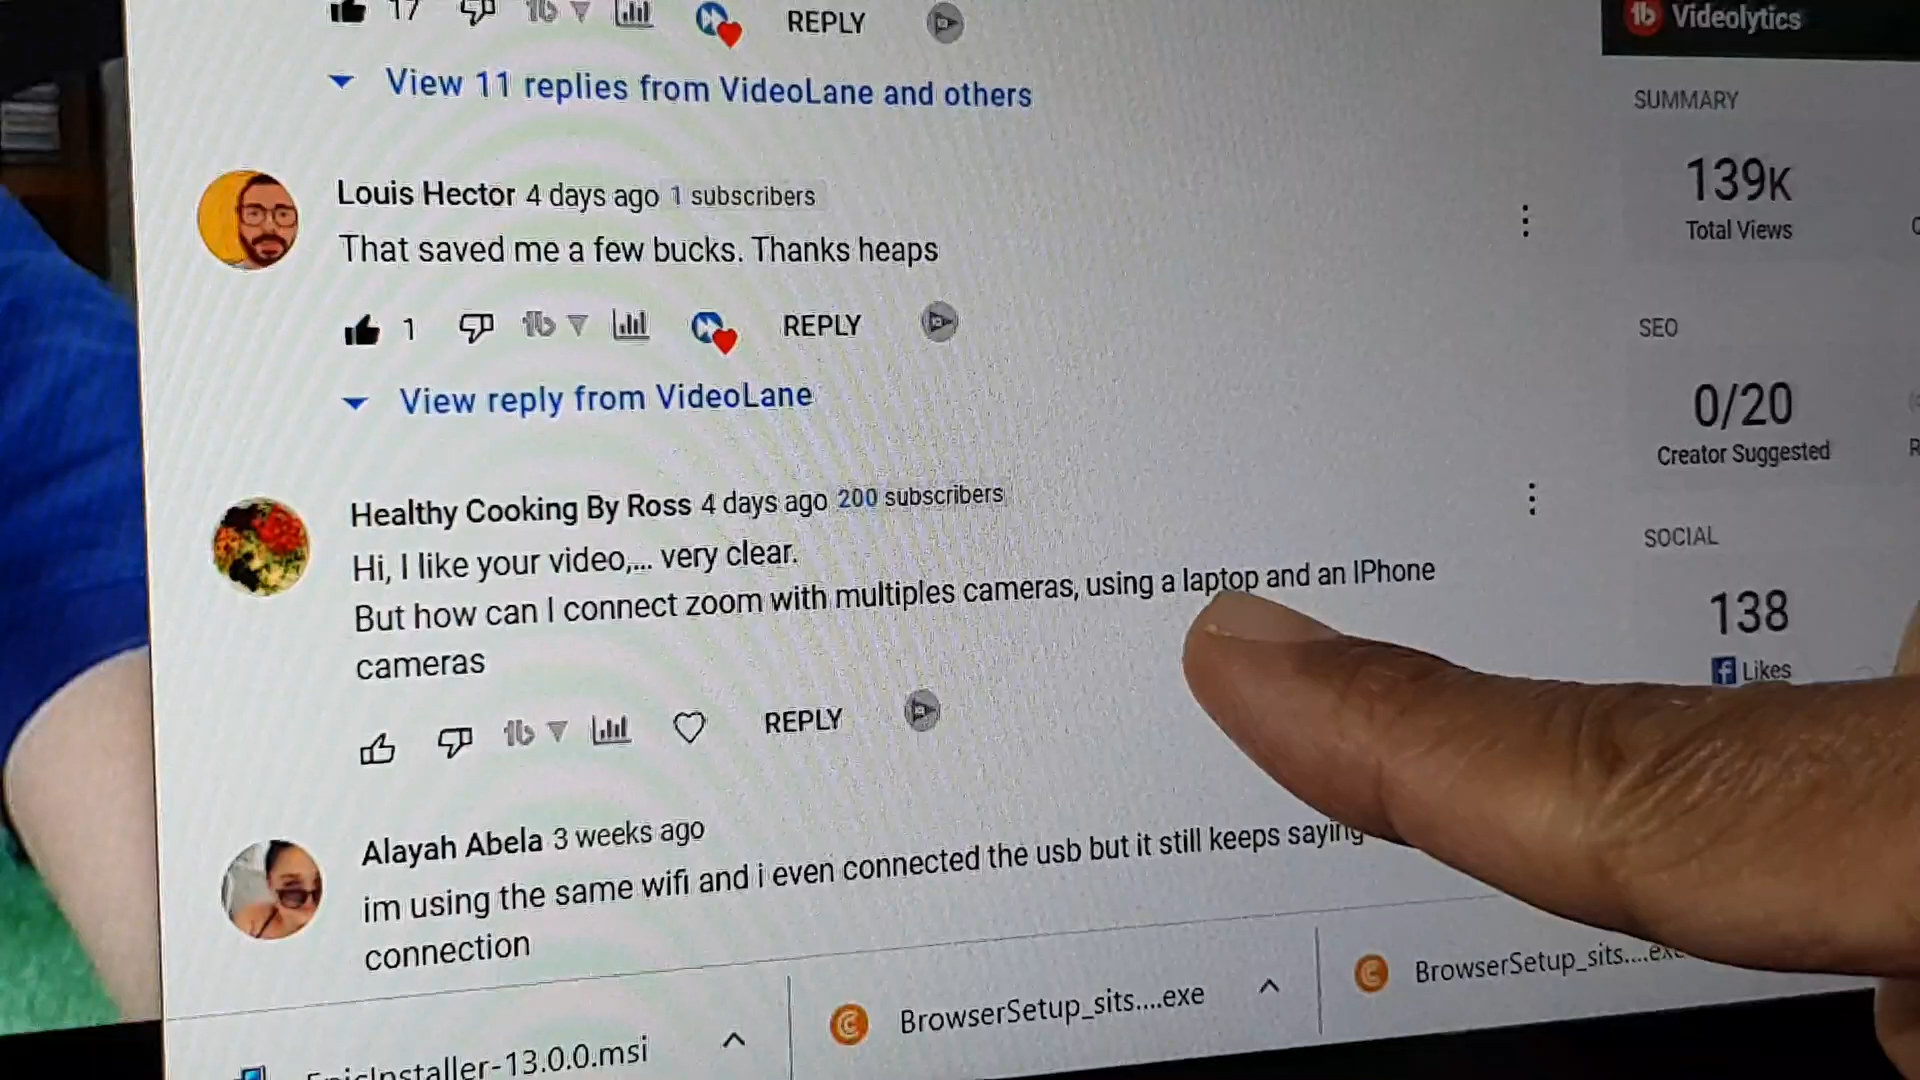 17 REPLY
View 11 replies from VideoLane and others
Louis Hector 4 days ago 1 subscribers
That saved me a few bucks. Thanks heaps
1 REPLY
View reply from VideoLane
Healthy Cooking By Ross 4 days ago 200 subscribers
Hi, I like your video,... very clear.
But how can I connect zoom with multiples cameras, using a laptop and an IPhone
cameras
REPLY
Alayah Abela 3 weeks ago
im using the same wifi and i even connected the usb but it still keeps saying
connection
EpicInstaller-13.0.0.msi
BrowserSetup_sits....exe
BrowserSetup_sits....exe
Videolytics
SUMMARY
139K
Total Views
SEO
0/20
Creator Suggested
SOCIAL
138
Likes